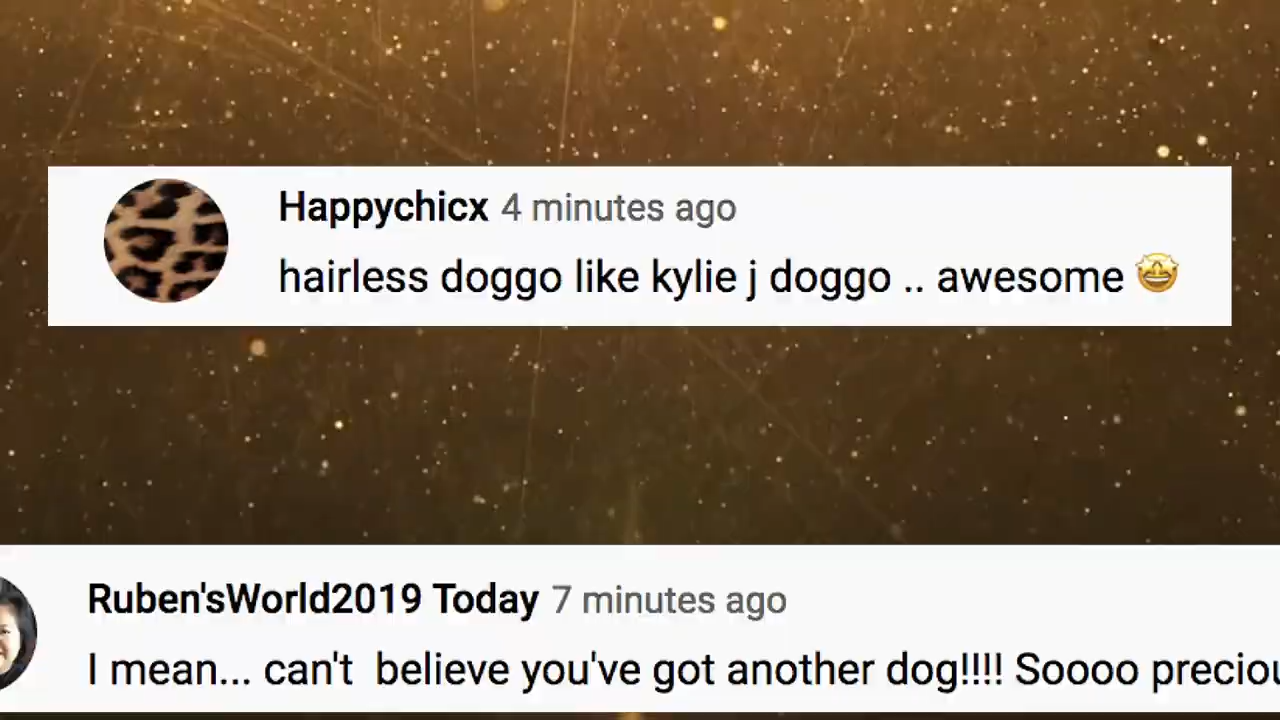 Happychicx 4 minutes ago
hairless doggo like kylie j doggo .. awesome 🤩
Ruben'sWorld2019 Today 7 minutes ago
I mean... can't  believe you've got another dog!!!! Soooo preciou